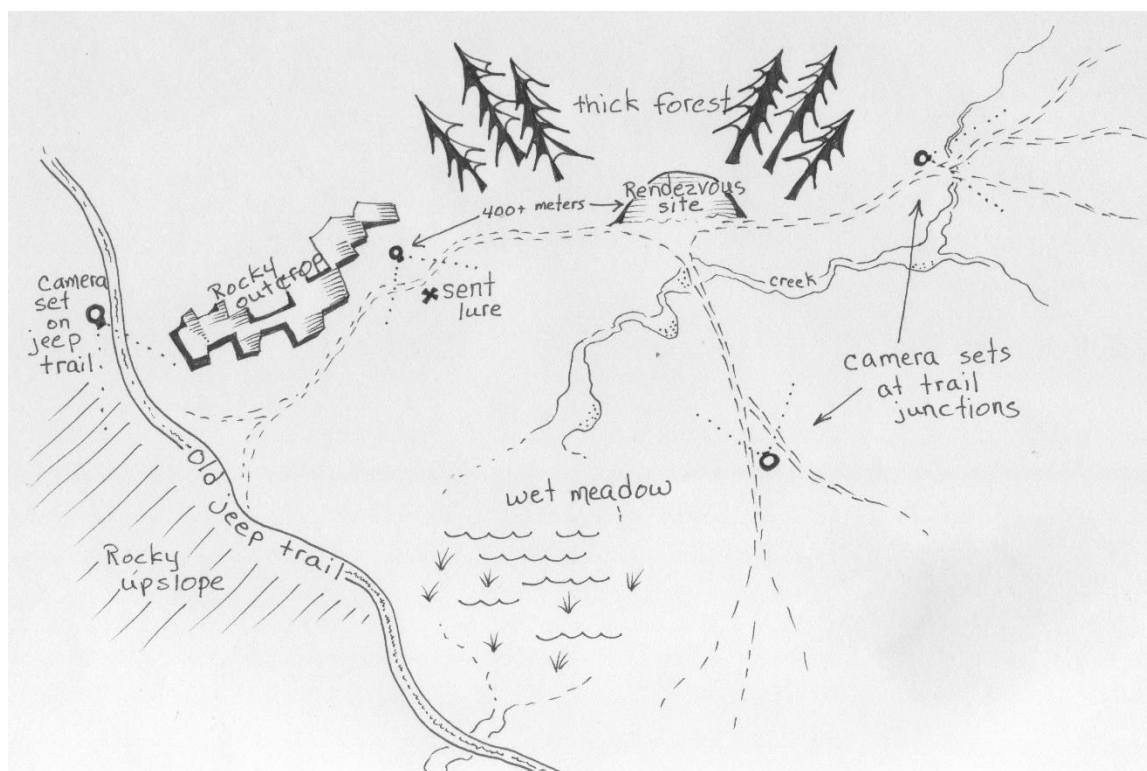 thick forest
Rendezvous
site
400+ meters
Rocky
outcrop
camera
set
on
jeep
trail
sent
lure
creek
camera sets
at trail
junctions
wet meadow
Old jeep trail
Rocky
upslope